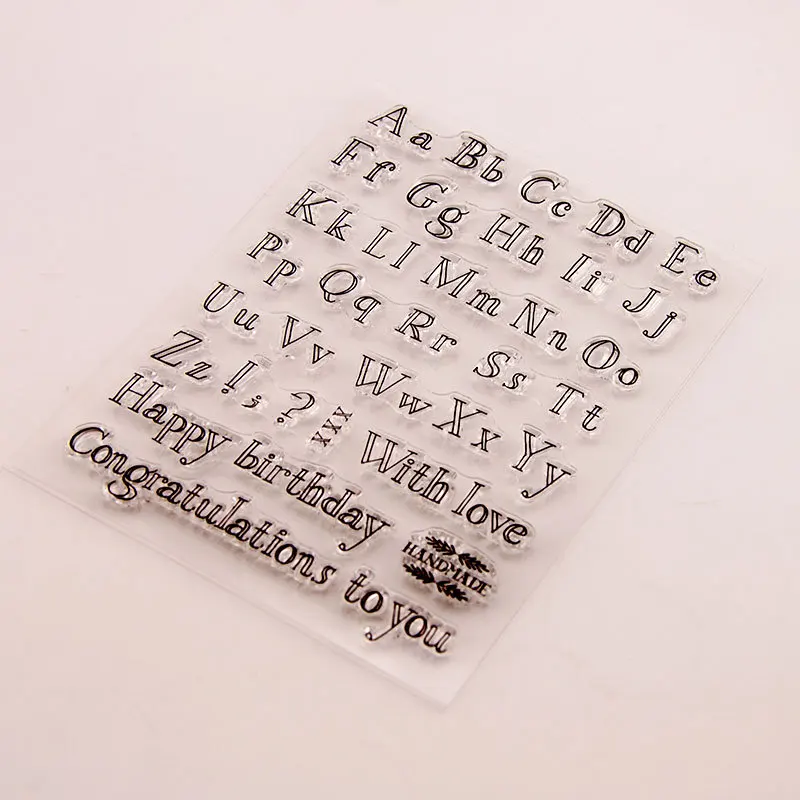 Aa Bb Cc Dd Ee
Ff Gg Hh Ii Jj
Kk Ll Mm Nn Oo
Pp Qq Rr Ss Tt
Uu Vv Ww Xx Yy
Zz ! ; ? xxx With love
Happy birthday
HANDMADE
Congratulations to you